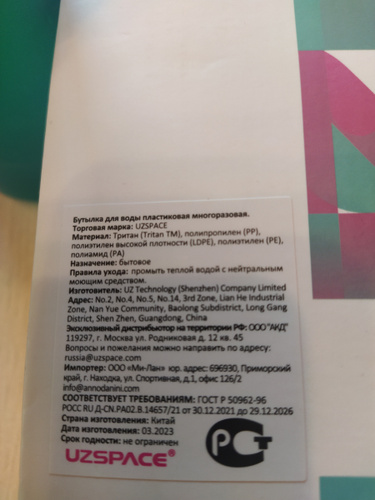 Бутылка для воды пластиковая многоразовая.
Торговая марка: UZSPACE
Материал: Тритан (Tritan TM), полипропилен (PP),
полиэтилен высокой плотности (LDPE), полиэтилен (PE),
полиамид (PA)
Назначение: бытовое
Правила ухода: промыть теплой водой с нейтральным
моющим средством.
Изготовитель: UZ Technology (Shenzhen) Company Limited
Адрес: No.2, No.4, No.5, No.14, 3rd Zone, Lian He Industrial
Zone, Nan Yue Community, Baolong Subdistrict, Long Gang
District, Shen Zhen, Guangdong, China
Эксклюзивный дистрибьютор на территории РФ: ООО "АКД"
119297, г. Москва ул. Родниковая д. 12 кв. 45
Вопросы и пожелания можно направить по адресу:
russia@uzspace.com
Импортер: ООО «Ми-Лан» юр. адрес: 696930, Приморский
край, г. Находка, ул. Спортивная, д.1, офис 126/2
info@annodanini.com
СООТВЕТСТВУЕТ ТРЕБОВАНИЯМ: ГОСТ Р 50962-96
РОСС RU Д-CN.РА02.В.14657/21 от 30.12.2021 до 29.12.2026
Страна изготовления: Китай
Дата изготовления: 03.2023
Срок годности: не ограничен
UZSPACE®
РСТ